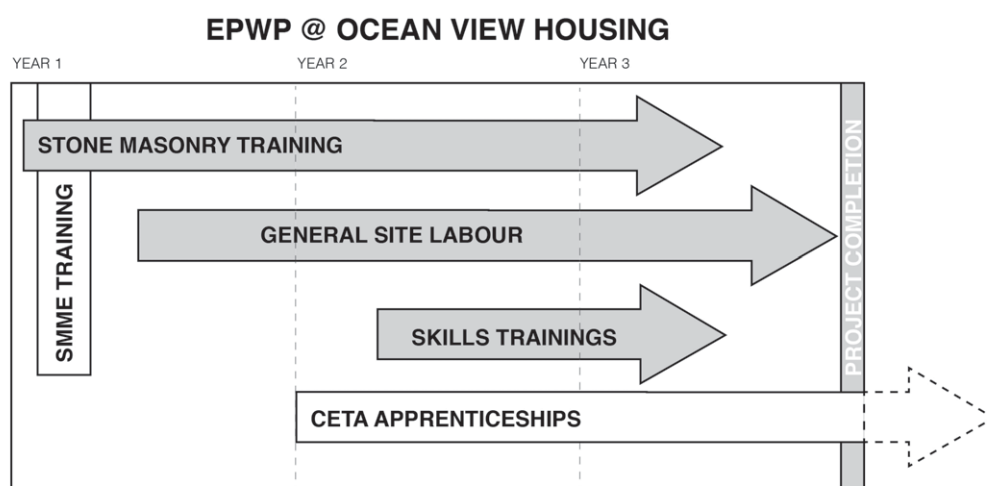 EPWP @ OCEAN VIEW HOUSING
YEAR 1
YEAR 2
YEAR 3
STONE MASONRY TRAINING
SMME TRAINING
GENERAL SITE LABOUR
SKILLS TRAININGS
CETA APPRENTICESHIPS
PROJECT COMPLETION